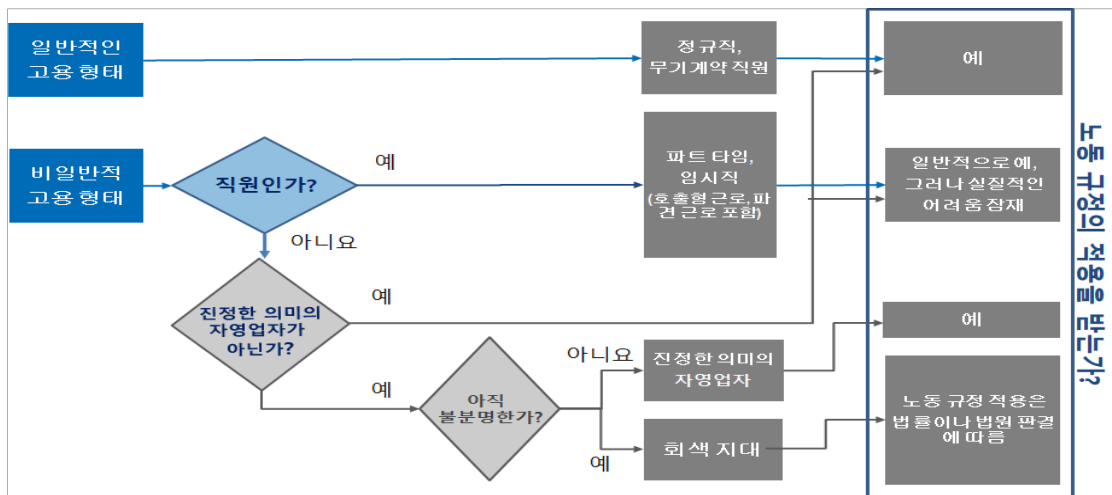 일반적인
고용 형태
정규직,
무기계약 직원
예
비일반적
고용 형태
직원인가?
예
파트 타임,
임시직
(호출형 근로, 파
견 근로 포함)
일반적으로 예,
그러나 실질적인
어려움 잠재
아니요
진정한 의미의
자영업자가
아닌가?
예
예
아직
불분명한가?
아니요
진정한 의미의
자영업자
예
예
회색 지대
노동 규정 적용은
법률이나 법원 판결
에 따름
노동 규정의 적용을 받는가?